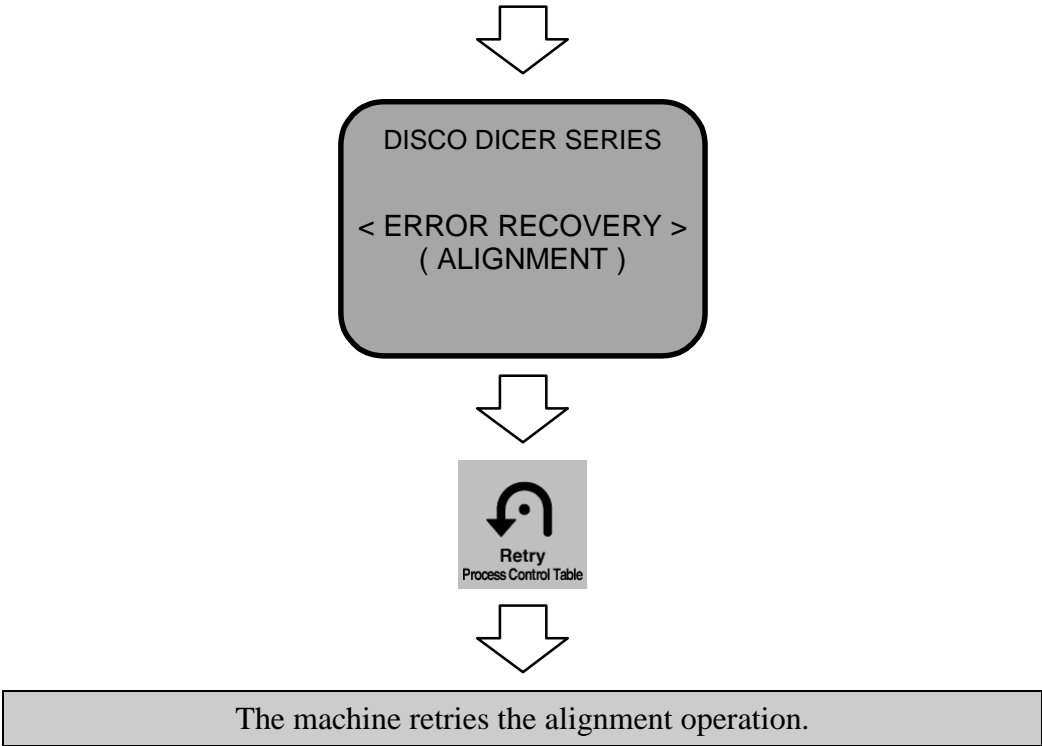 DISCO DICER SERIES
< ERROR RECOVERY >
( ALIGNMENT )
Retry
Process Control Table
The machine retries the alignment operation.